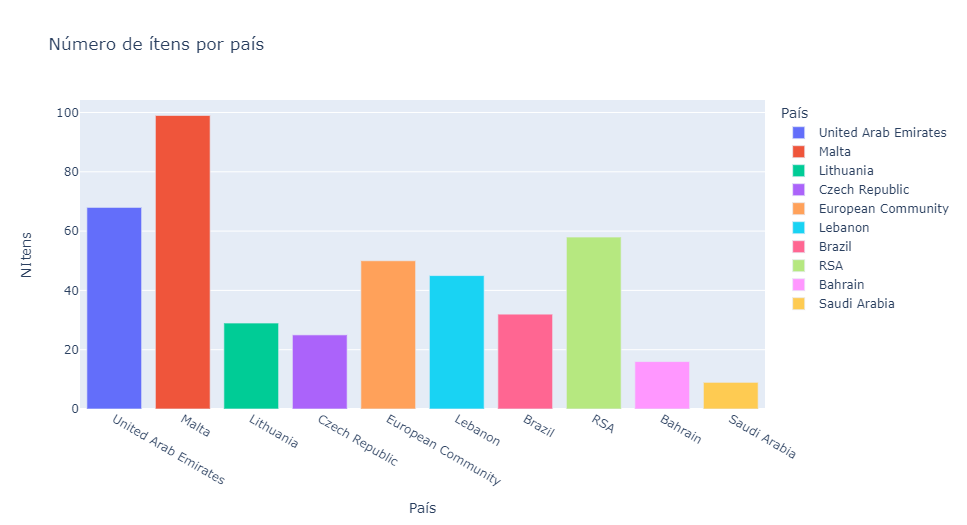 Número de ítens por país
NItens
100
80
60
40
20
0
United Arab Emirates
Malta
Lithuania
Czech Republic
European Community
Lebanon
Brazil
RSA
Bahrain
Saudi Arabia
País
País
United Arab Emirates
Malta
Lithuania
Czech Republic
European Community
Lebanon
Brazil
RSA
Bahrain
Saudi Arabia